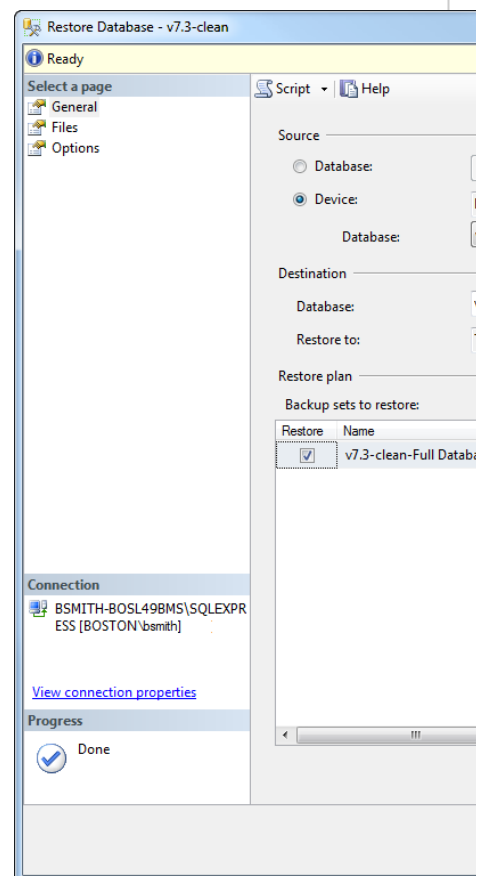 Restore Database - v7.3-clean
Ready
Select a page
General
Files
Options
Script
Help
Source
Database:
Device:
Database:
Destination
Database:
Restore to:
Restore plan
Backup sets to restore:
Restore Name
v7.3-clean-Full Databa
Connection
BSMITH-BOSL49BMS\SQLEXPR
ESS [BOSTON\bsmith]
View connection properties
Progress
Done